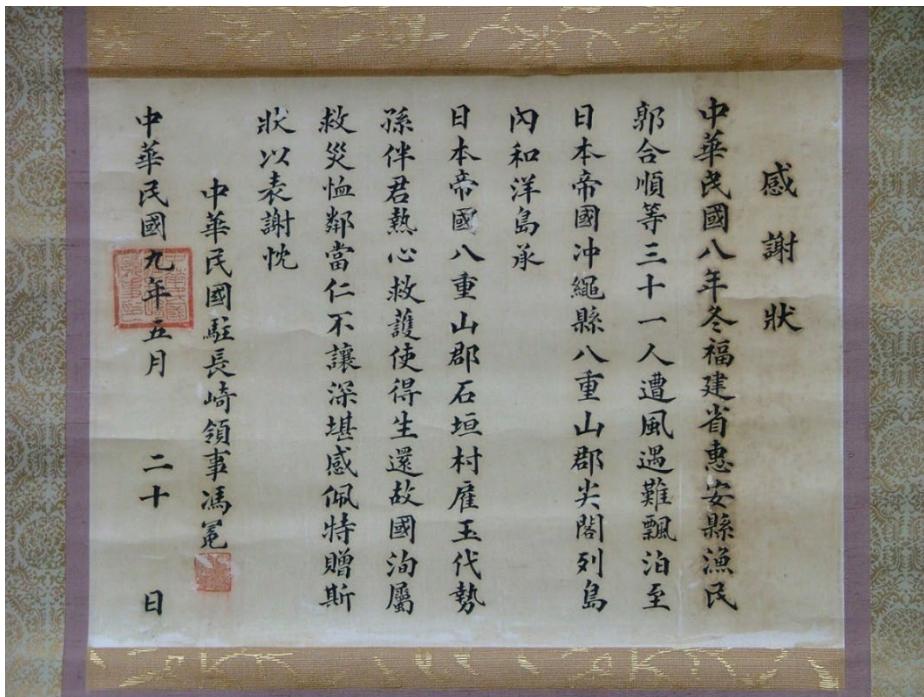 感謝狀
中華民國八年冬福建省惠安縣漁民
郭合順等三十一人遭風遇難飄泊至
日本帝國冲繩縣八重山郡尖閣列島
內和洋島承
日本帝國八重山郡石垣村雇玉代勢
孫伴君熱心救護使得生還故國洵屬
救災恤鄰當仁不讓深堪感佩特贈斯
狀以表謝忱
中華民國駐長崎領事馮冕
中華民國九年五月二十日